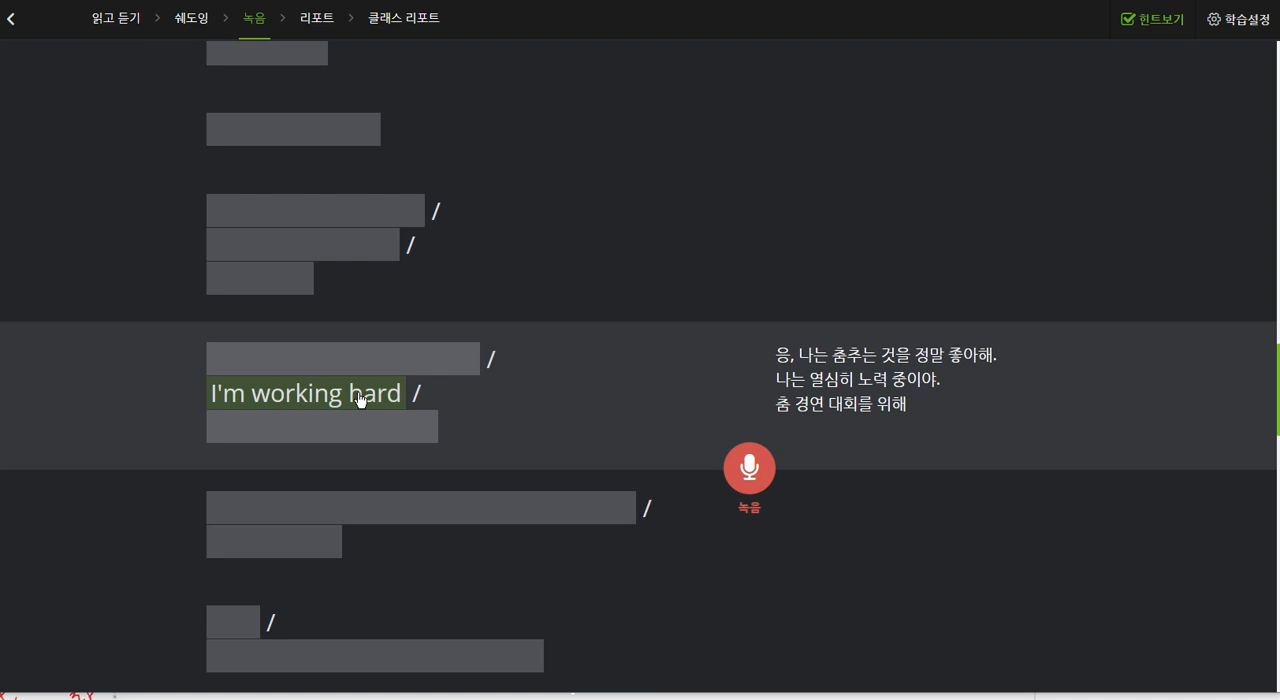 읽고 듣기 > 쉐도잉 > 녹음 > 리포트 > 클래스 리포트
힌트보기
학습설정
/
/
/
응, 나는 춤추는 것을 정말 좋아해.
I'm working hard /
나는 열심히 노력 중이야.
춤 경연 대회를 위해
녹음
/
/